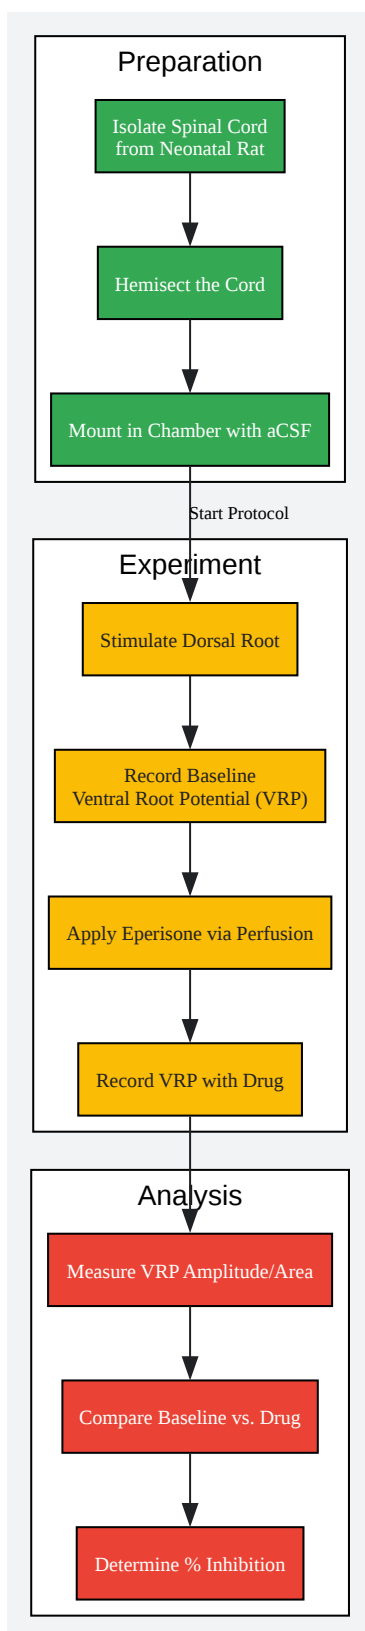 Preparation
Isolate Spinal Cord
from Neonatal Rat
Hemisect the Cord
Mount in Chamber with aCSF
Start Protocol
Experiment
Stimulate Dorsal Root
Record Baseline
Ventral Root Potential (VRP)
Apply Eperisone via Perfusion
Record VRP with Drug
Analysis
Measure VRP Amplitude/Area
Compare Baseline vs. Drug
Determine % Inhibition